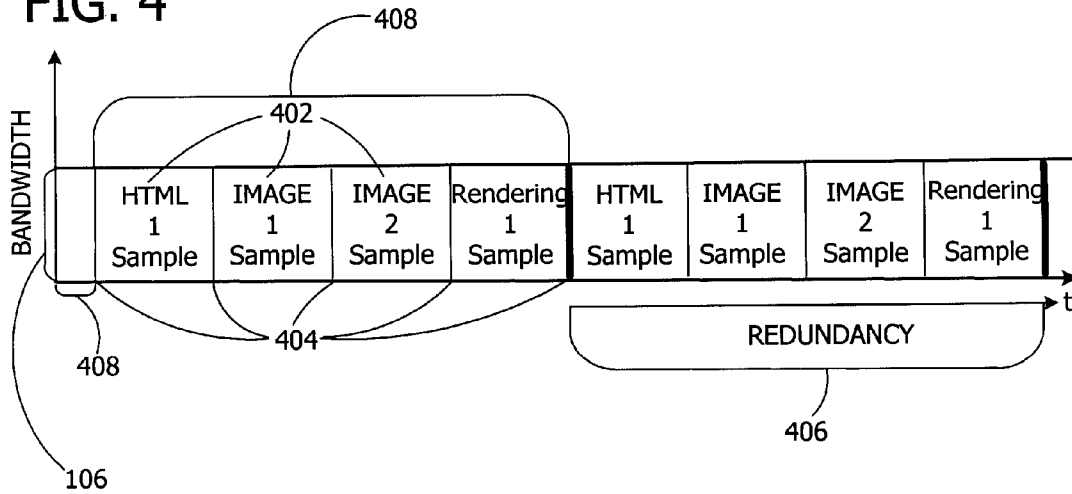 FIG. 4
408
402
BANDWIDTH
HTML 1 Sample
IMAGE 1 Sample
IMAGE 2 Sample
Rendering 1 Sample
HTML 1 Sample
IMAGE 1 Sample
IMAGE 2 Sample
Rendering 1 Sample
t
408
404
REDUNDANCY
406
106